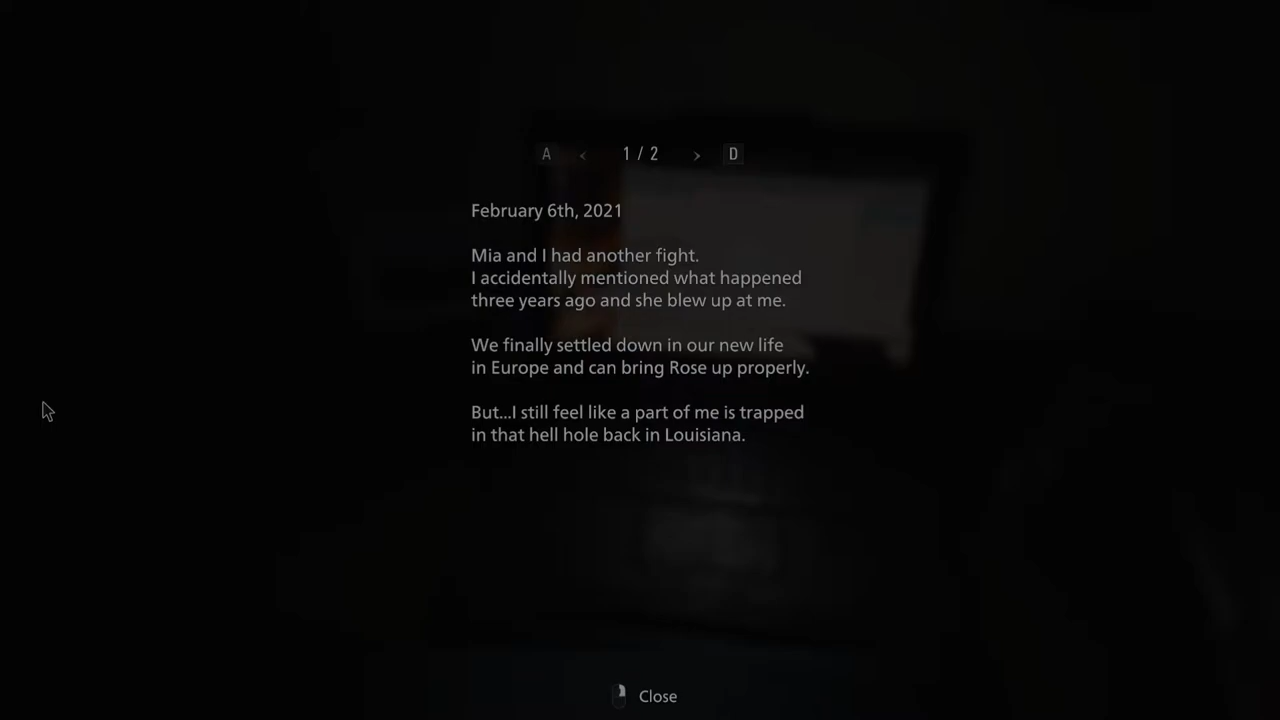 A < 1 / 2 > D
February 6th, 2021
Mia and I had another fight.
I accidentally mentioned what happened
three years ago and she blew up at me.
We finally settled down in our new life
in Europe and can bring Rose up properly.
But...I still feel like a part of me is trapped
in that hell hole back in Louisiana.
Close